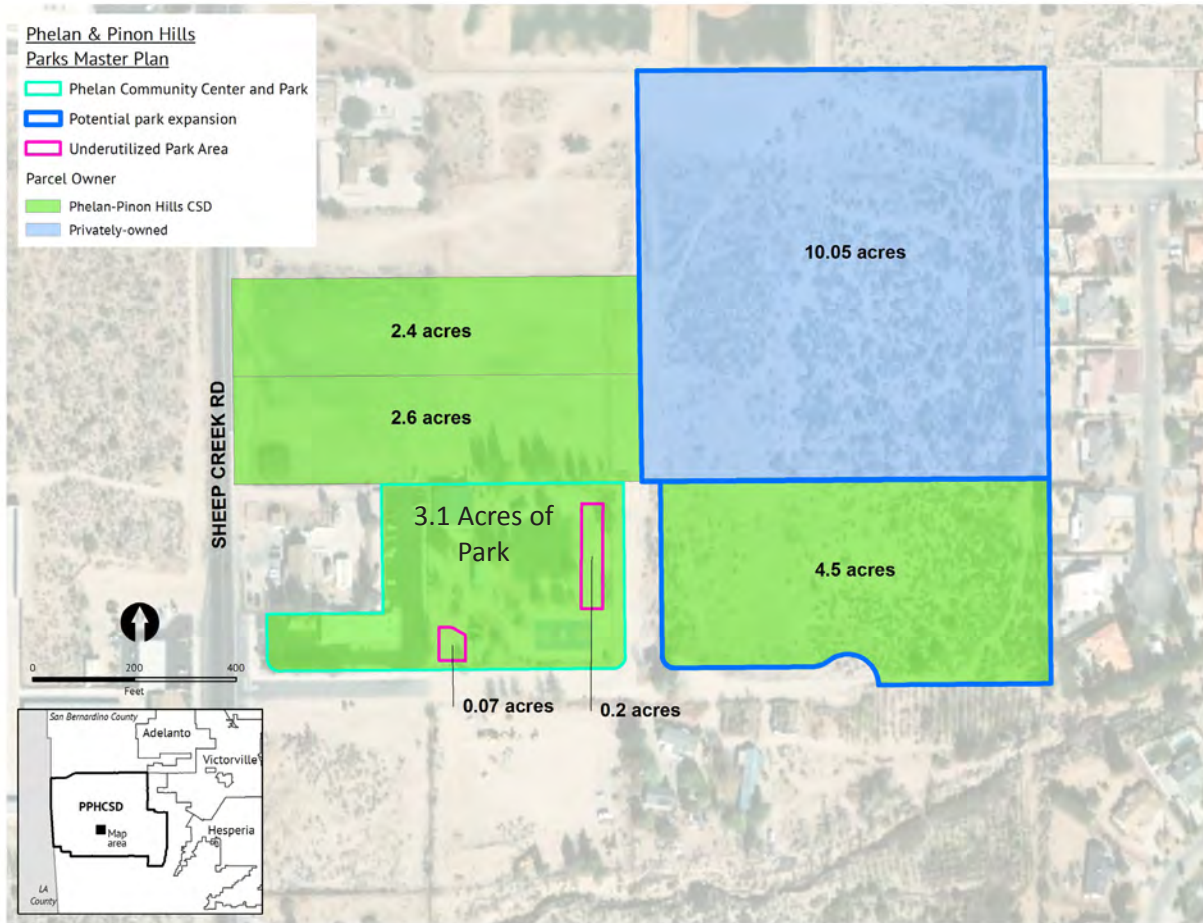 Phelan & Pinon Hills
Parks Master Plan
Phelan Community Center and Park
Potential park expansion
Underutilized Park Area
Parcel Owner
Phelan-Pinon Hills CSD
Privately-owned
10.05 acres
2.4 acres
2.6 acres
SHEEP CREEK RD
3.1 Acres of
Park
4.5 acres
0 200 400
Feet
0.07 acres
0.2 acres
San Bernardino County
Adelanto
Victorville
PPHCSD
Map
area
Hesperia
LA
County